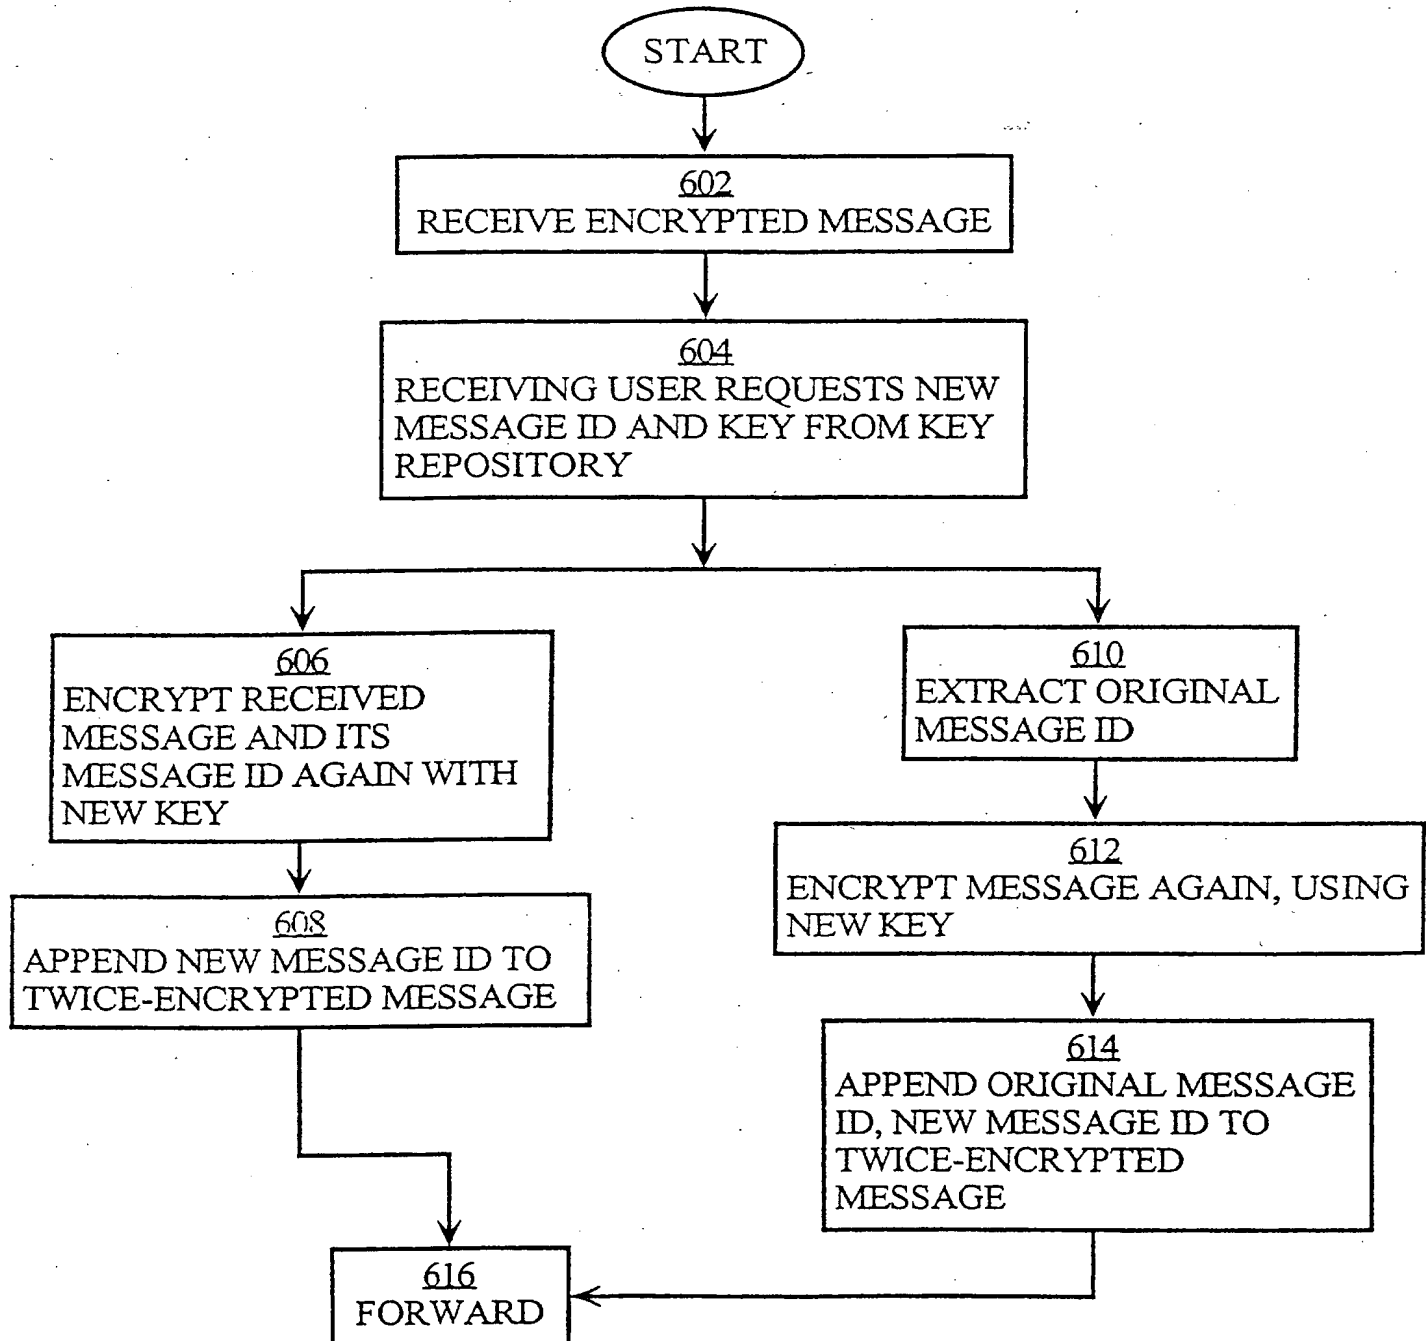 START
602
RECEIVE ENCRYPTED MESSAGE
604
RECEIVING USER REQUESTS NEW
MESSAGE ID AND KEY FROM KEY
REPOSITORY
606
ENCRYPT RECEIVED
MESSAGE AND ITS
MESSAGE ID AGAIN WITH
NEW KEY
608
APPEND NEW MESSAGE ID TO
TWICE-ENCRYPTED MESSAGE
610
EXTRACT ORIGINAL
MESSAGE ID
612
ENCRYPT MESSAGE AGAIN, USING
NEW KEY
614
APPEND ORIGINAL MESSAGE
ID, NEW MESSAGE ID TO
TWICE-ENCRYPTED
MESSAGE
616
FORWARD